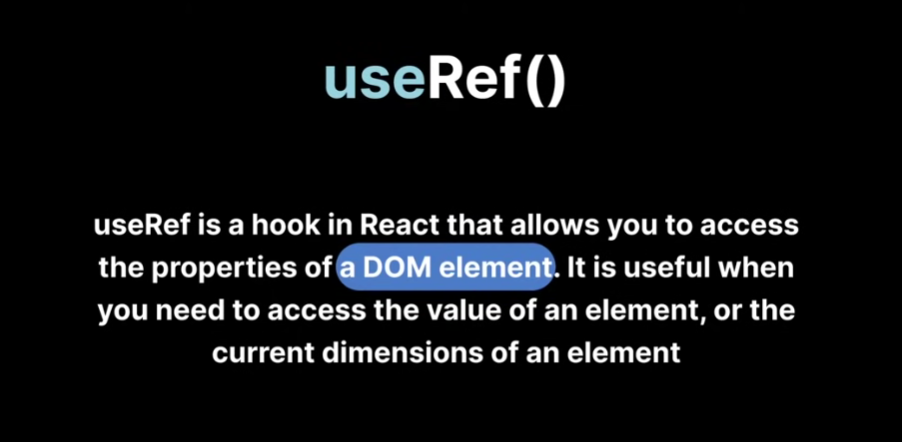 useRef()
useRef is a hook in React that allows you to access
the properties of a DOM element. It is useful when
you need to access the value of an element, or the
current dimensions of an element